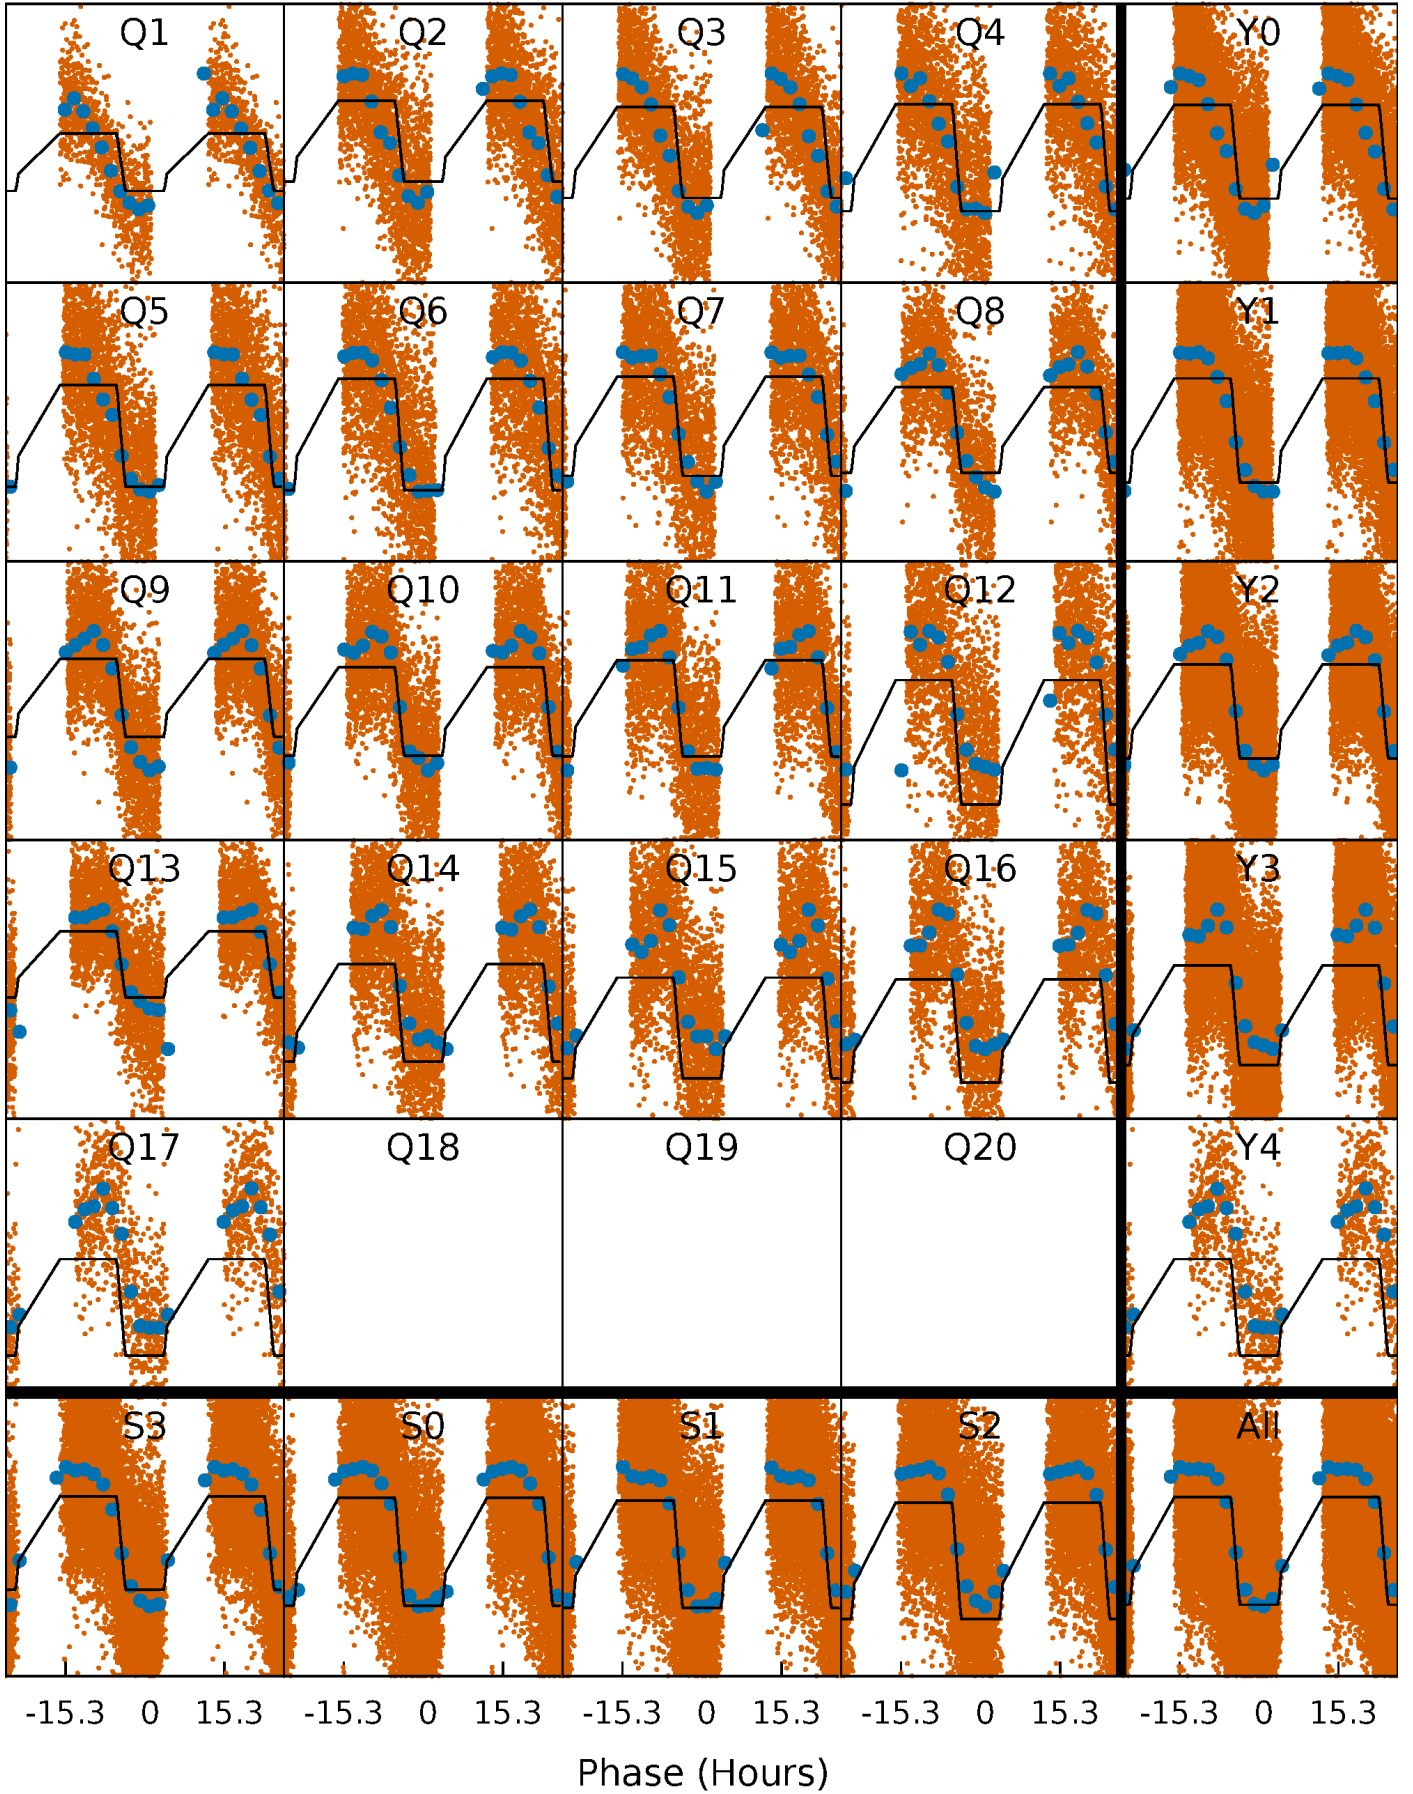 Q1 Q2 Q3 Q4 Y0
Q5 Q6 Q7 Q8 Y1
Q9 Q10 Q11 Q12 Y2
Q13 Q14 Q15 Q16 Y3
Q17 Q18 Q19 Q20 Y4
S3 S0 S1 S2 All
-15.3 0 15.3 -15.3 0 15.3 -15.3 0 15.3 -15.3 0 15.3 -15.3 0 15.3
Phase (Hours)